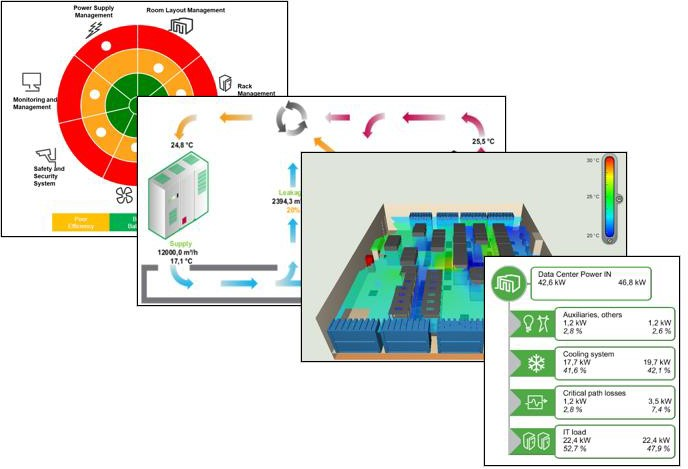 Power Supply
Management
Room Layout Management
Rack
Management
Monitoring and
Management
Safety and
Security
System
Poor
Efficiency
24,8 °C
25,5 °C
2394,3 m
20%
Supply
12000,0 m³/h
17,1 °C
30 °C
25 °C
20 °C
Data Center Power IN
42,6 kW 46,8 kW
Auxiliaries, others
1,2 kW 1,2 kW
2,8 % 2,6 %
Cooling system
17,7 kW 19,7 kW
41,6 % 42,1 %
Critical path losses
1,2 kW 3,5 kW
2,8 % 7,4 %
IT load
22,4 kW 22,4 kW
52,7 % 47,9 %